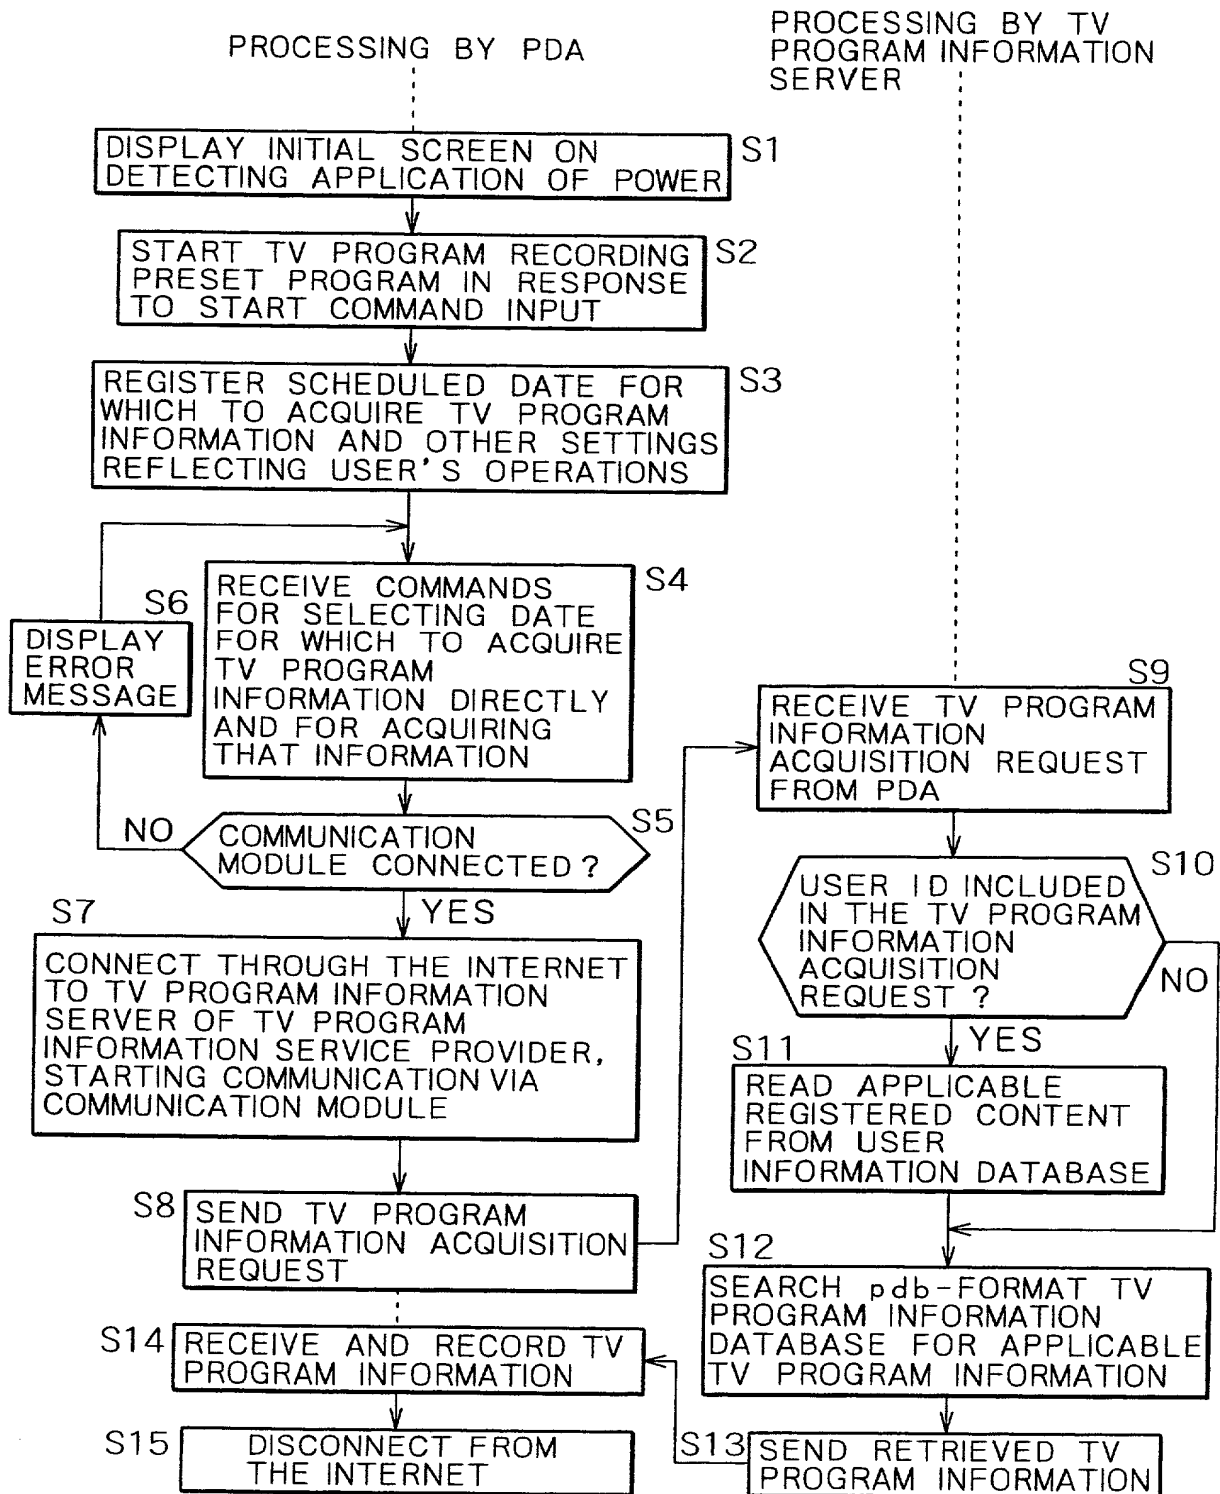 PROCESSING BY PDA
PROCESSING BY TV
PROGRAM INFORMATION
SERVER
S1
DISPLAY INITIAL SCREEN ON
DETECTING APPLICATION OF POWER
S2
START TV PROGRAM RECORDING
PRESET PROGRAM IN RESPONSE
TO START COMMAND INPUT
S3
REGISTER SCHEDULED DATE FOR
WHICH TO ACQUIRE TV PROGRAM
INFORMATION AND OTHER SETTINGS
REFLECTING USER'S OPERATIONS
S4
RECEIVE COMMANDS
FOR SELECTING DATE
FOR WHICH TO ACQUIRE
TV PROGRAM
INFORMATION DIRECTLY
AND FOR ACQUIRING
THAT INFORMATION
S6
DISPLAY
ERROR
MESSAGE
S5
COMMUNICATION
MODULE CONNECTED?
NO
YES
S7
CONNECT THROUGH THE INTERNET
TO TV PROGRAM INFORMATION
SERVER OF TV PROGRAM
INFORMATION SERVICE PROVIDER,
STARTING COMMUNICATION VIA
COMMUNICATION MODULE
S8
SEND TV PROGRAM
INFORMATION ACQUISITION
REQUEST
S9
RECEIVE TV PROGRAM
INFORMATION
ACQUISITION REQUEST
FROM PDA
S10
USER ID INCLUDED
IN THE TV PROGRAM
INFORMATION
ACQUISITION
REQUEST?
NO
YES
S11
READ APPLICABLE
REGISTERED CONTENT
FROM USER
INFORMATION DATABASE
S12
SEARCH pdb-FORMAT TV
PROGRAM INFORMATION
DATABASE FOR APPLICABLE
TV PROGRAM INFORMATION
S13
SEND RETRIEVED TV
PROGRAM INFORMATION
S14
RECEIVE AND RECORD TV
PROGRAM INFORMATION
S15
DISCONNECT FROM
THE INTERNET